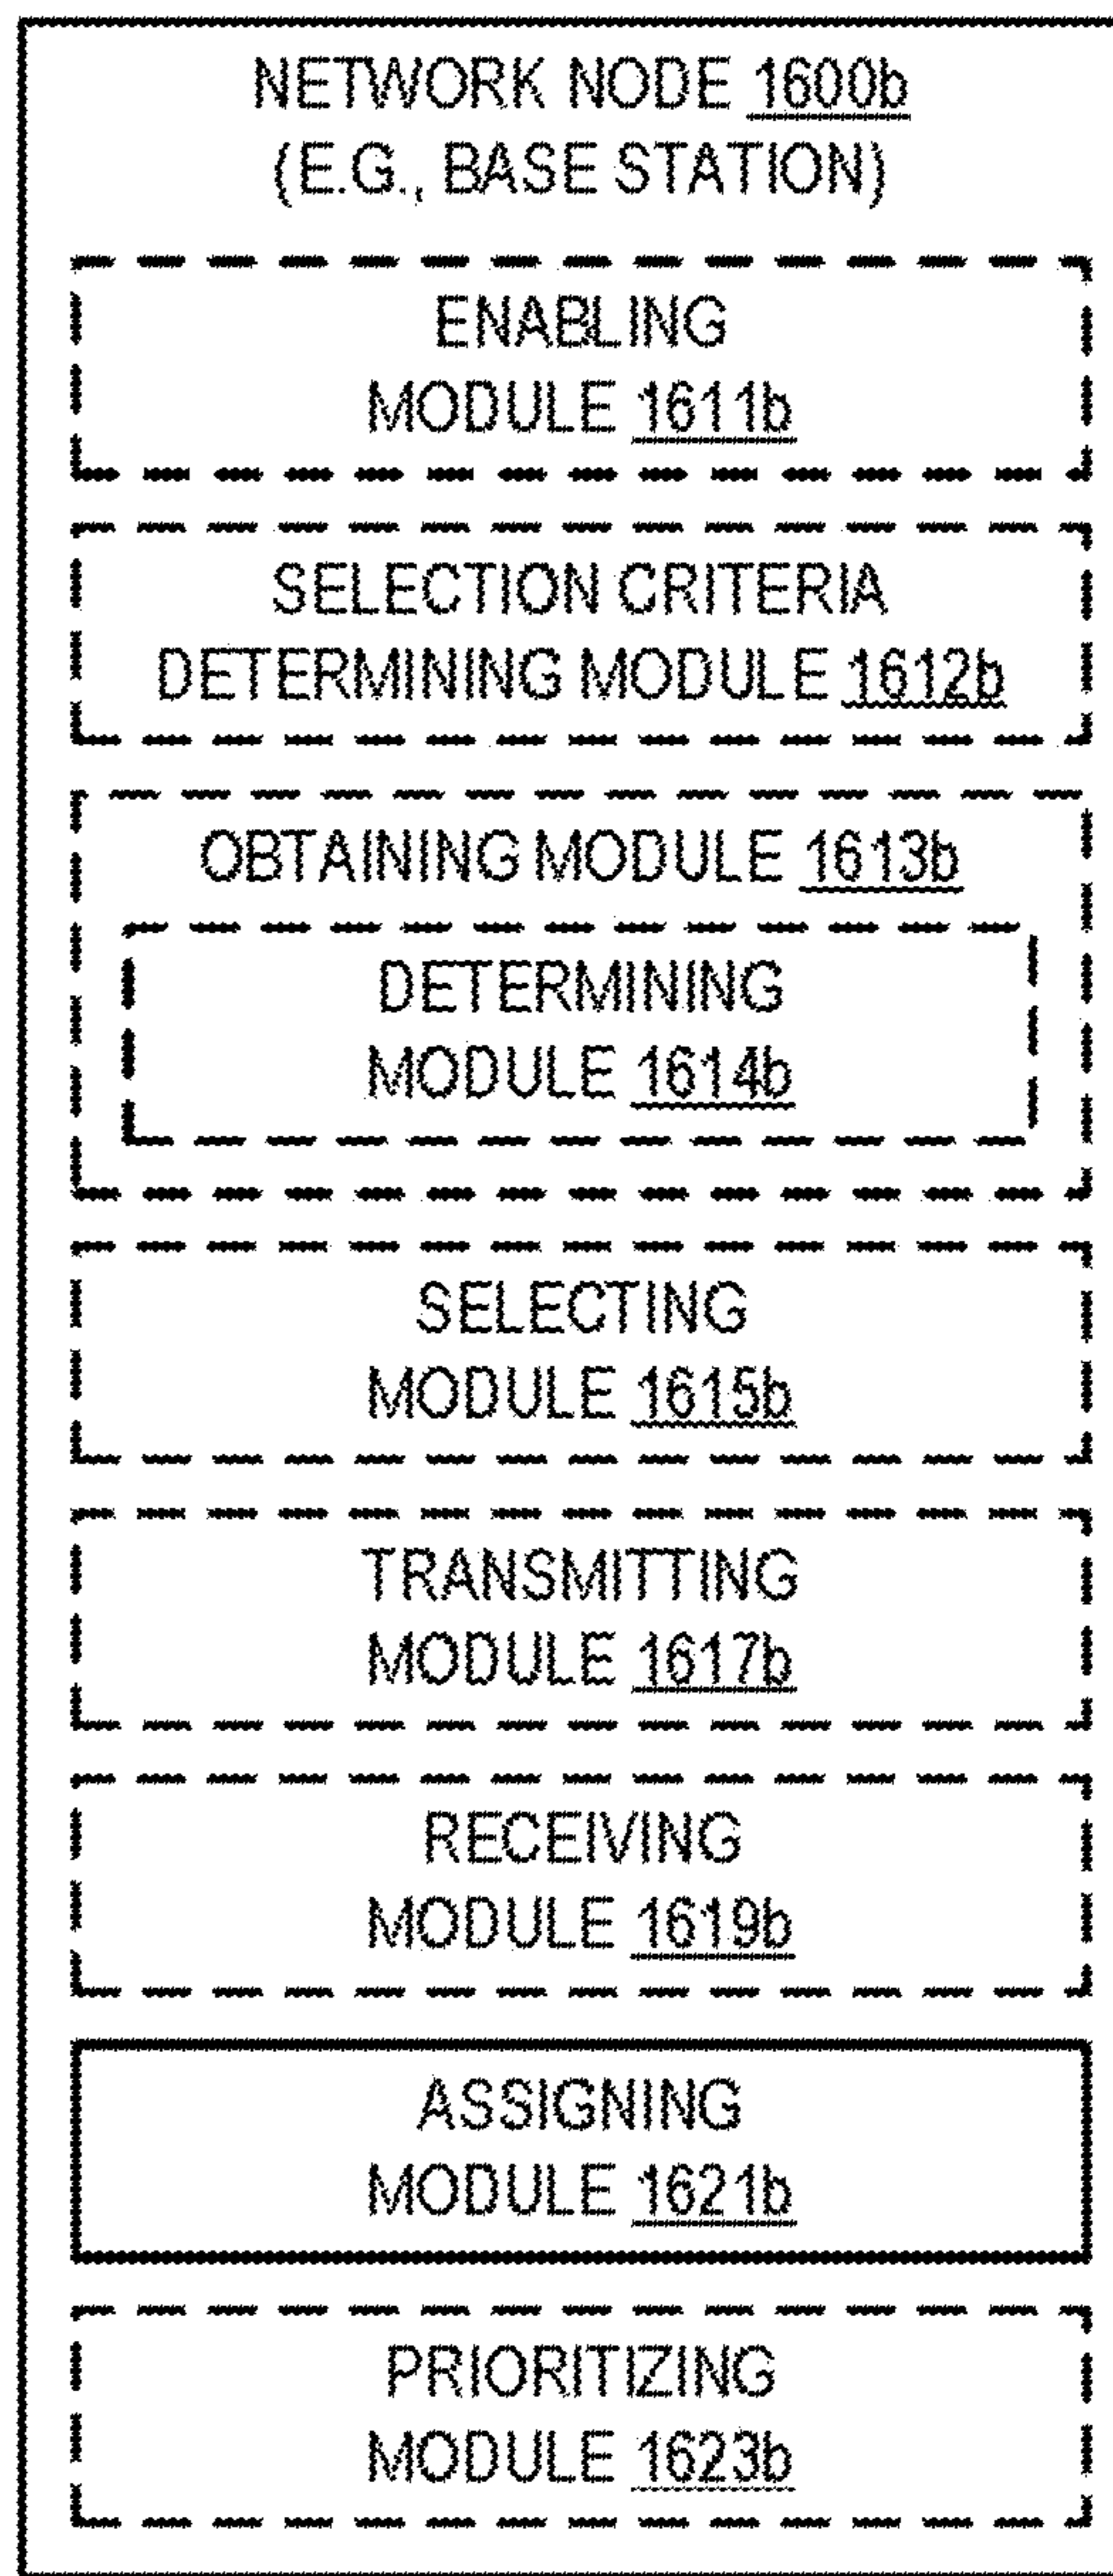 NETWORK NODE 1600b
(E.G., BASE STATION)
ENABLING
MODULE 1611b
SELECTION CRITERIA
DETERMINING MODULE 1612b
OBTAINING MODULE 1613b
DETERMINING
MODULE 1614b
SELECTING
MODULE 1615b
TRANSMITTING
MODULE 1617b
RECEIVING
MODULE 1619b
ASSIGNING
MODULE 1621b
PRIORITIZING
MODULE 1623b